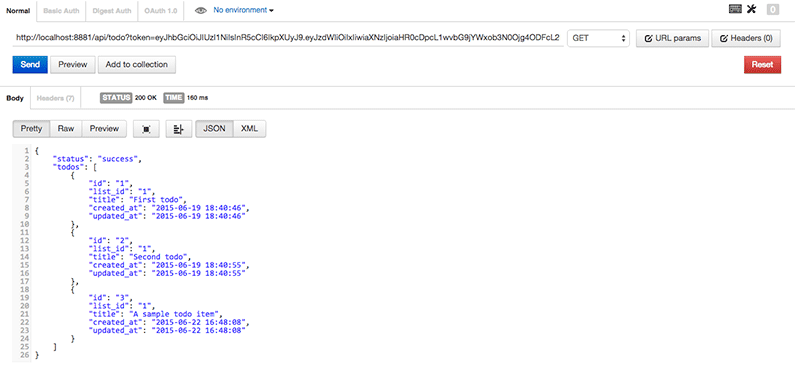 Normal Basic Auth Digest Auth OAuth 1.0 No environment 0
http://localhost:8881/api/todo?token=eyJhbGciOiJIUzI1NiIsInR5cCI6IkpXUyJ9.eyJzdWIiOiIxIiwiaXNzIjoiaHR0cDpcL1wvbG9jYWxob3N0Ojg4ODFcL2 GET URL params Headers (0)
Send Preview Add to collection Reset
Body Headers (7) STATUS 200 OK TIME 160 ms
Pretty Raw Preview JSON XML
1 {
2 "status": "success",
3 "todos": [
4 {
5 "id": "1",
6 "list_id": "1",
7 "title": "First todo",
8 "created_at": "2015-06-19 18:40:46",
9 "updated_at": "2015-06-19 18:40:46"
10 },
11 {
12 "id": "2",
13 "list_id": "1",
14 "title": "Second todo",
15 "created_at": "2015-06-19 18:40:55",
16 "updated_at": "2015-06-19 18:40:55"
17 },
18 {
19 "id": "3",
20 "list_id": "1",
21 "title": "A sample todo item",
22 "created_at": "2015-06-22 16:48:08",
23 "updated_at": "2015-06-22 16:48:08"
24 }
25 ]
26 }